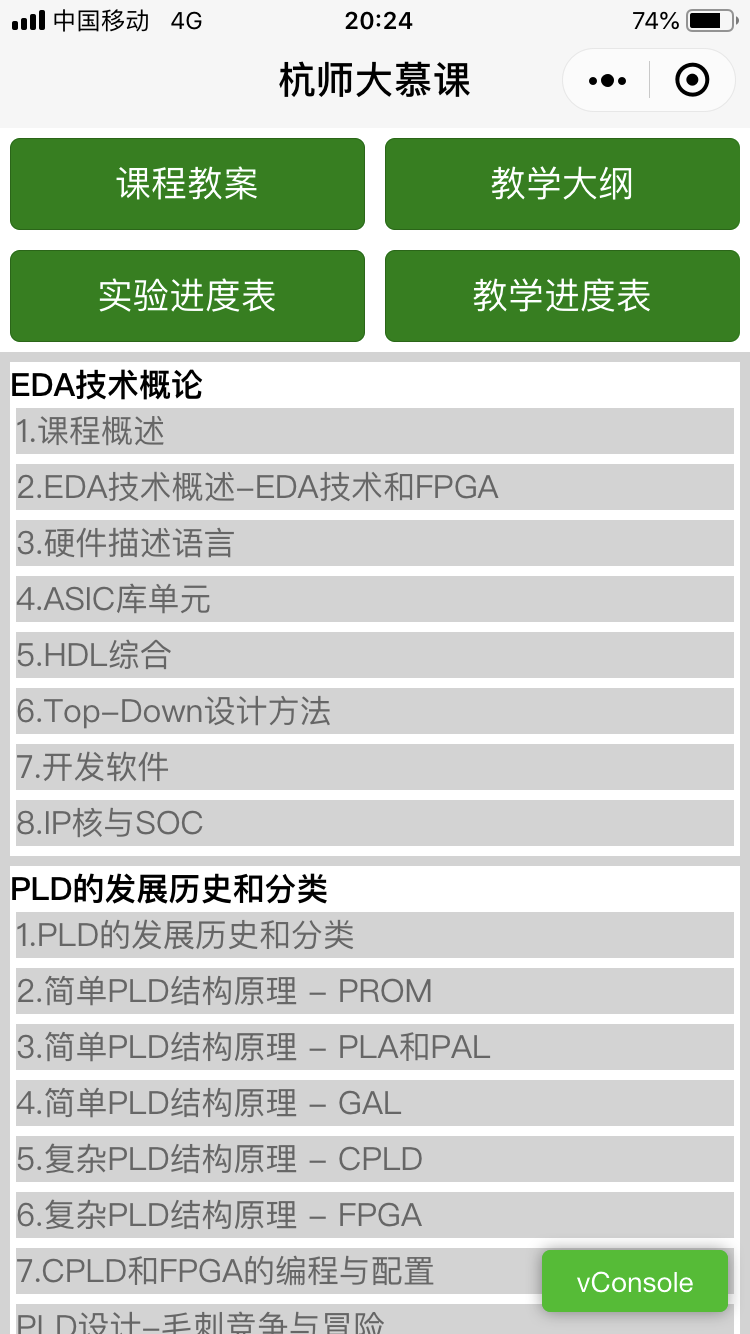 中国移动 4G 20:24 74%
杭师大慕课
课程教案 教学大纲
实验进度表 教学进度表
EDA技术概论
1.课程概述
2.EDA技术概述-EDA技术和FPGA
3.硬件描述语言
4.ASIC库单元
5.HDL综合
6.Top-Down设计方法
7.开发软件
8.IP核与SOC
PLD的发展历史和分类
1.PLD的发展历史和分类
2.简单PLD结构原理 - PROM
3.简单PLD结构原理 - PLA和PAL
4.简单PLD结构原理 - GAL
5.复杂PLD结构原理 - CPLD
6.复杂PLD结构原理 - FPGA
7.CPLD和FPGA的编程与配置
vConsole
PLD设计-毛刺竞争与冒险